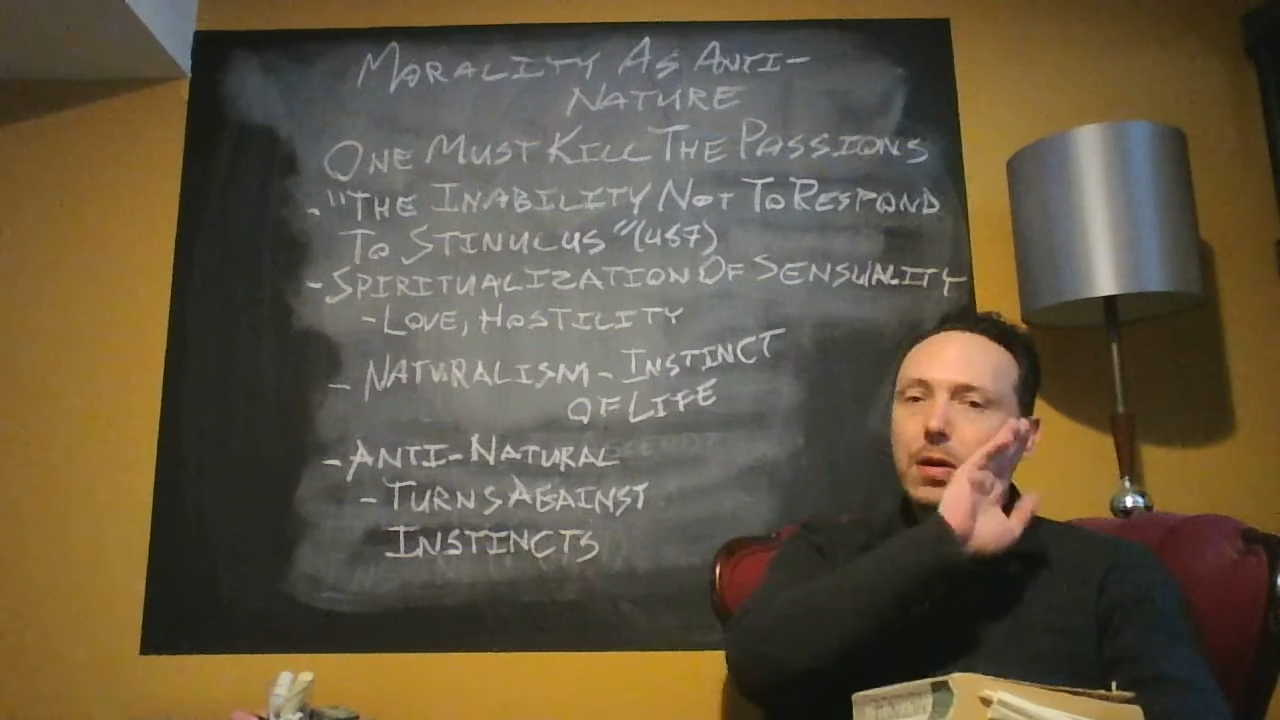 MORALITY AS ANTI-
NATURE
ONE MUST KILL THE PASSIONS
- "THE INABILITY NOT TO RESPOND
TO STINULUS" (487)
- SPIRITUALIZATION OF SENSUALITY
- LOVE, HOSTILITY
- NATURALISM - INSTINCT
OF LIFE
- ANTI-NATURAL
- TURNS AGAINST
INSTINCTS